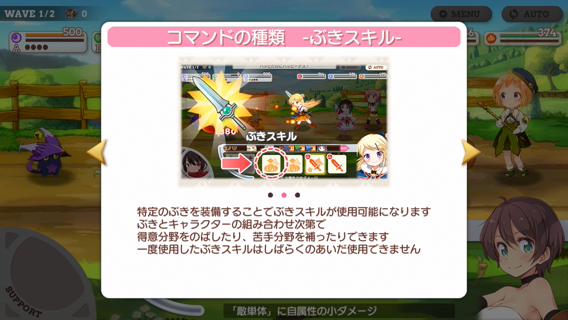 WAVE 1/2
0
MENU
AUTO
500
374
コマンドの種類 -ぶきスキル-
ぶきスキル
特定のぶきを装備することでぶきスキルが使用可能になります
ぶきとキャラクターの組み合わせ次第で
得意分野をのばしたり、苦手分野を補ったりできます
一度使用したぶきスキルはしばらくのあいだ使用できません
SUPPORT
「敵単体」に自属性の小ダメージ